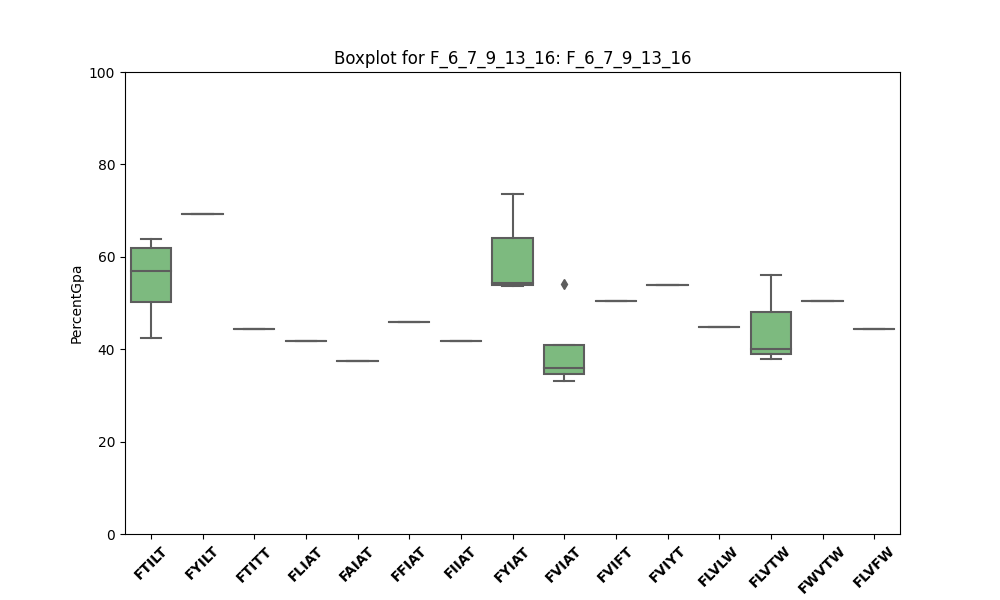 Boxplot for F_6_7_9_13_16: F_6_7_9_13_16
PercentGpa
100
80
60
40
20
0
FTILT
FYILT
FTITT
FLIAT
FAIAT
FFIAT
FIIAT
FYIAT
FVIAT
FVIFT
FVIYT
FLVLW
FLVTW
FWVTW
FLVFW